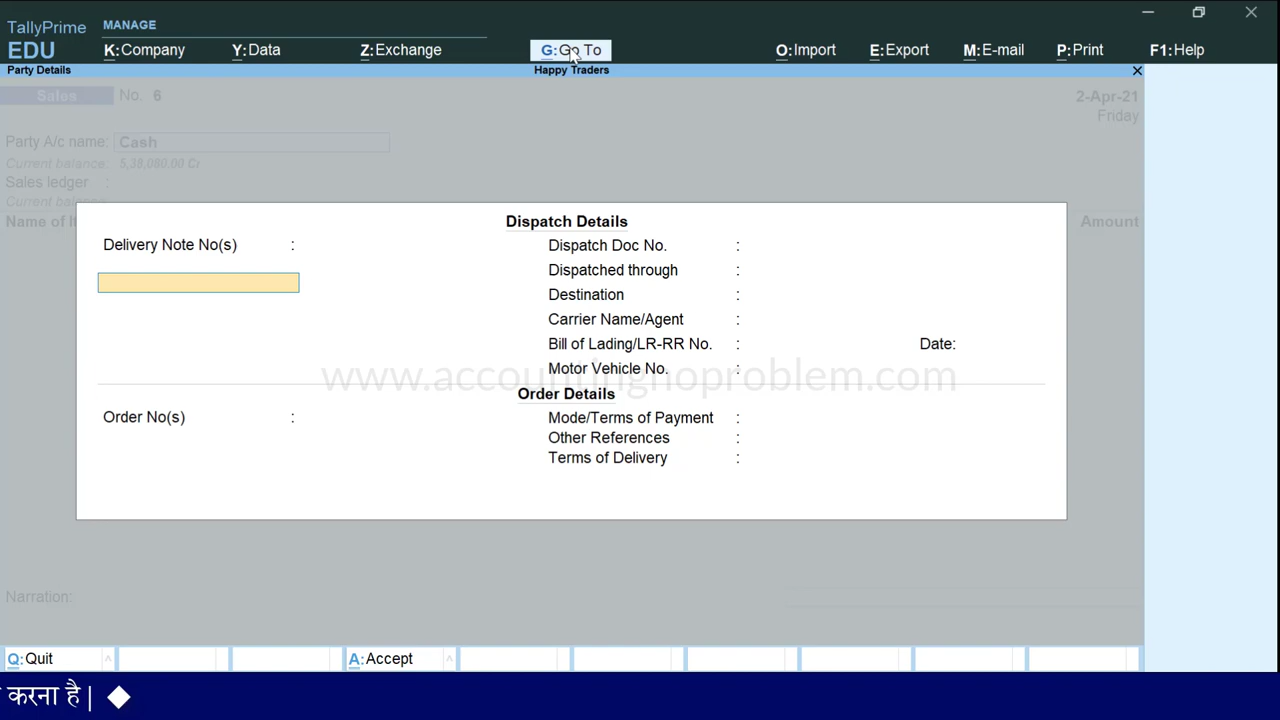 TallyPrime MANAGE
EDU K:Company Y:Data Z:Exchange G:Go To O:Import E:Export M:E-mail P:Print F1:Help
Party Details Happy Traders
Sales No. 6 2-Apr-21
Friday
Party A/c name: Cash
Current balance: 5,38,080.00 Cr
Sales ledger :
Name of It Amount
Dispatch Details
Delivery Note No(s) : Dispatch Doc No. :
Dispatched through :
Destination :
Carrier Name/Agent :
Bill of Lading/LR-RR No. : Date:
Motor Vehicle No. :
www.accountingnoproblem.com
Order Details
Order No(s) : Mode/Terms of Payment :
Other References :
Terms of Delivery :
Narration:
Q:Quit A:Accept
करना है | ◆